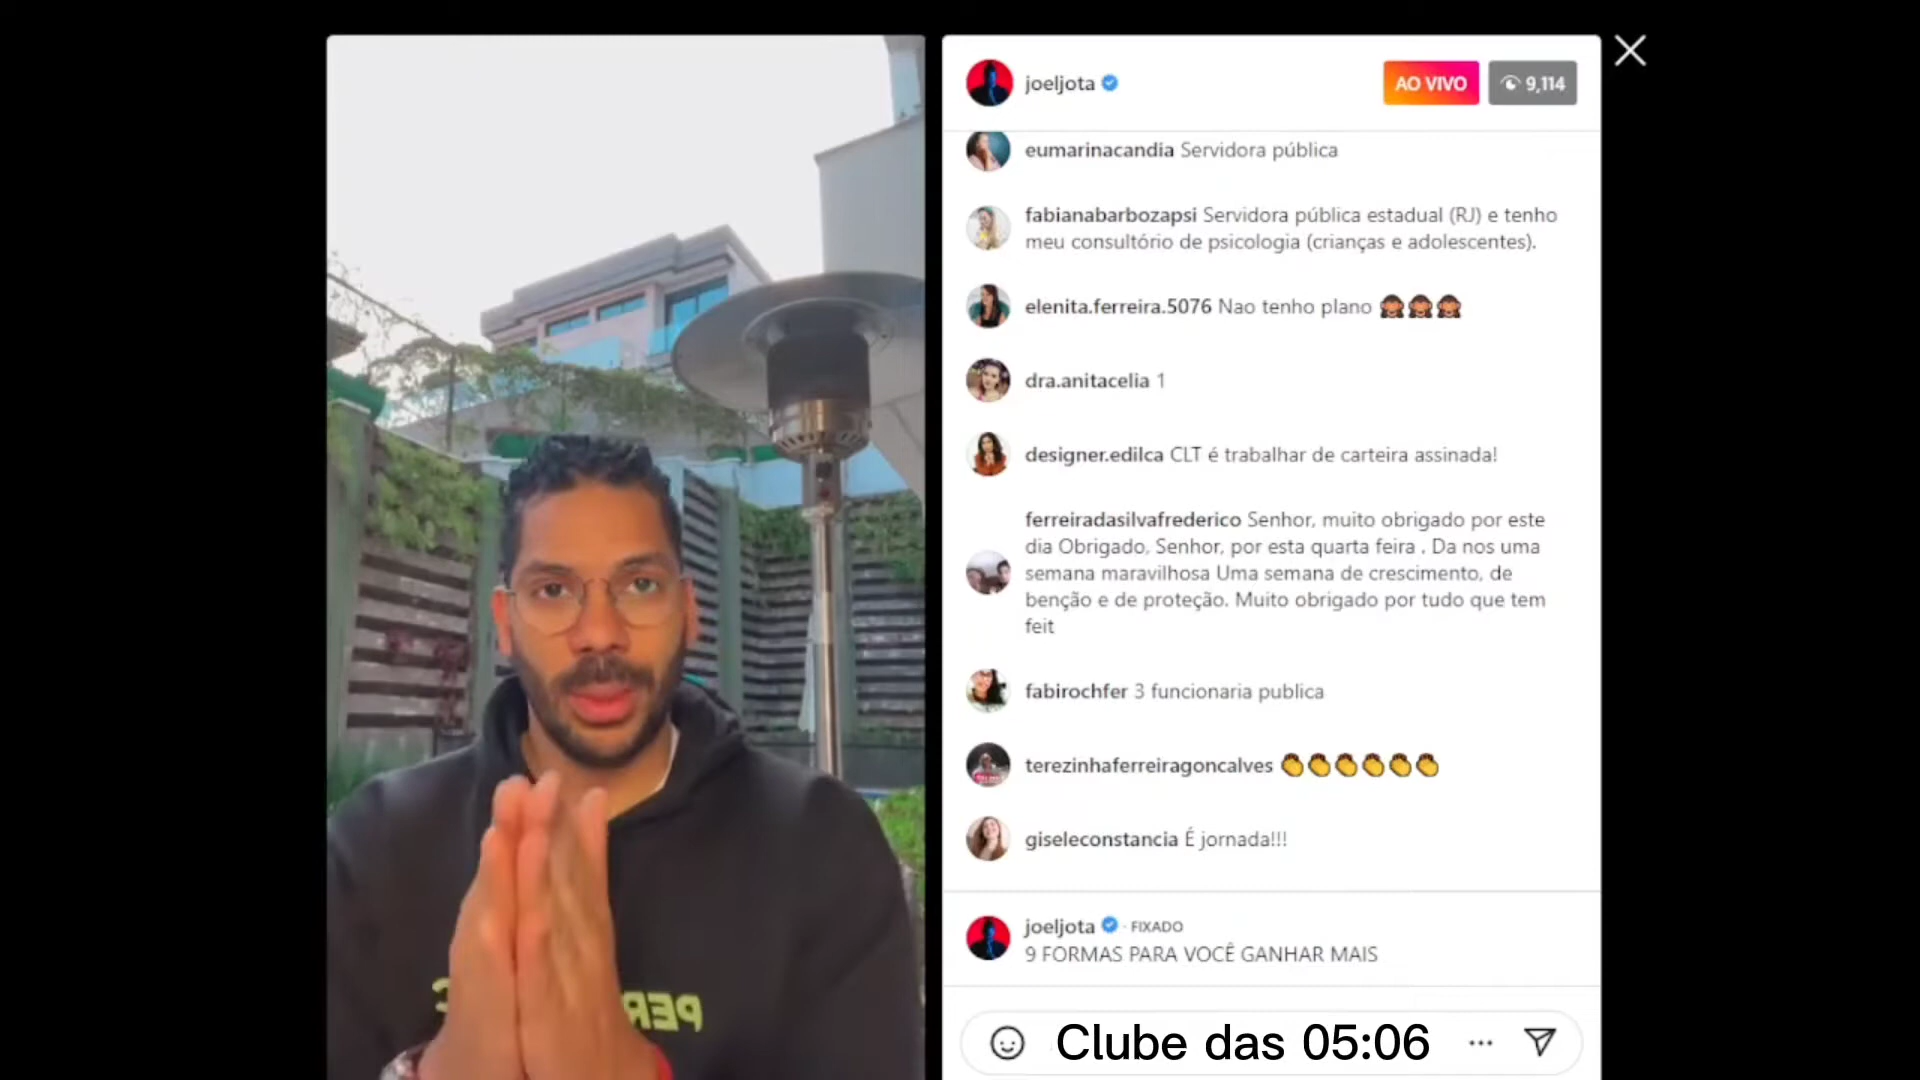 joeljota
AO VIVO
9,114
eumarinacandia Servidora pública
fabianabarbozapsi Servidora pública estadual (RJ) e tenho
meu consultório de psicologia (crianças e adolescentes).
elenita.ferreira.5076 Nao tenho plano 🙈🙈🙈
dra.anitacelia 1
designer.edilca CLT é trabalhar de carteira assinada!
ferreiradasilvafrederico Senhor, muito obrigado por este
dia Obrigado, Senhor, por esta quarta feira . Da nos uma
semana maravilhosa Uma semana de crescimento, de
benção e de proteção. Muito obrigado por tudo que tem
feit
fabirochfer 3 funcionaria publica
terezinhaferreiragoncalves 👏👏👏👏👏👏
giseleconstancia É jornada!!!
joeljota · FIXADO
9 FORMAS PARA VOCÊ GANHAR MAIS
Clube das 05:06